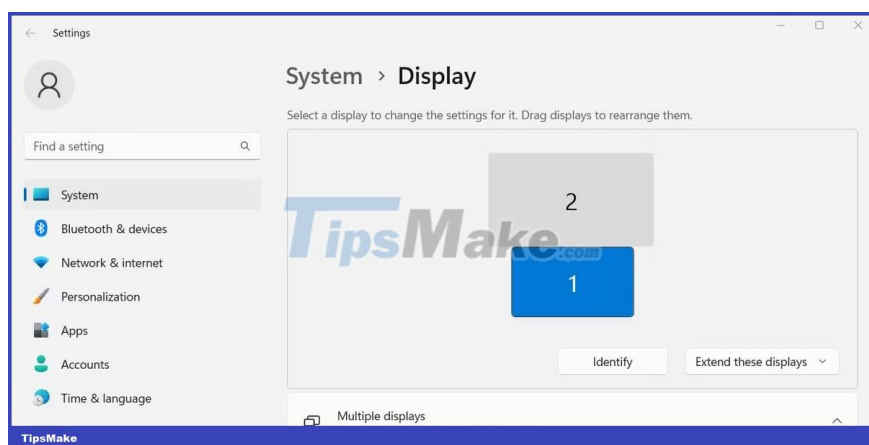 Settings
System > Display
Select a display to change the settings for it. Drag displays to rearrange them.
Find a setting
System
Bluetooth & devices
Network & internet
Personalization
Apps
Accounts
Time & language
2
TipsMake.com
1
Identify
Extend these displays
Multiple displays
TipsMake